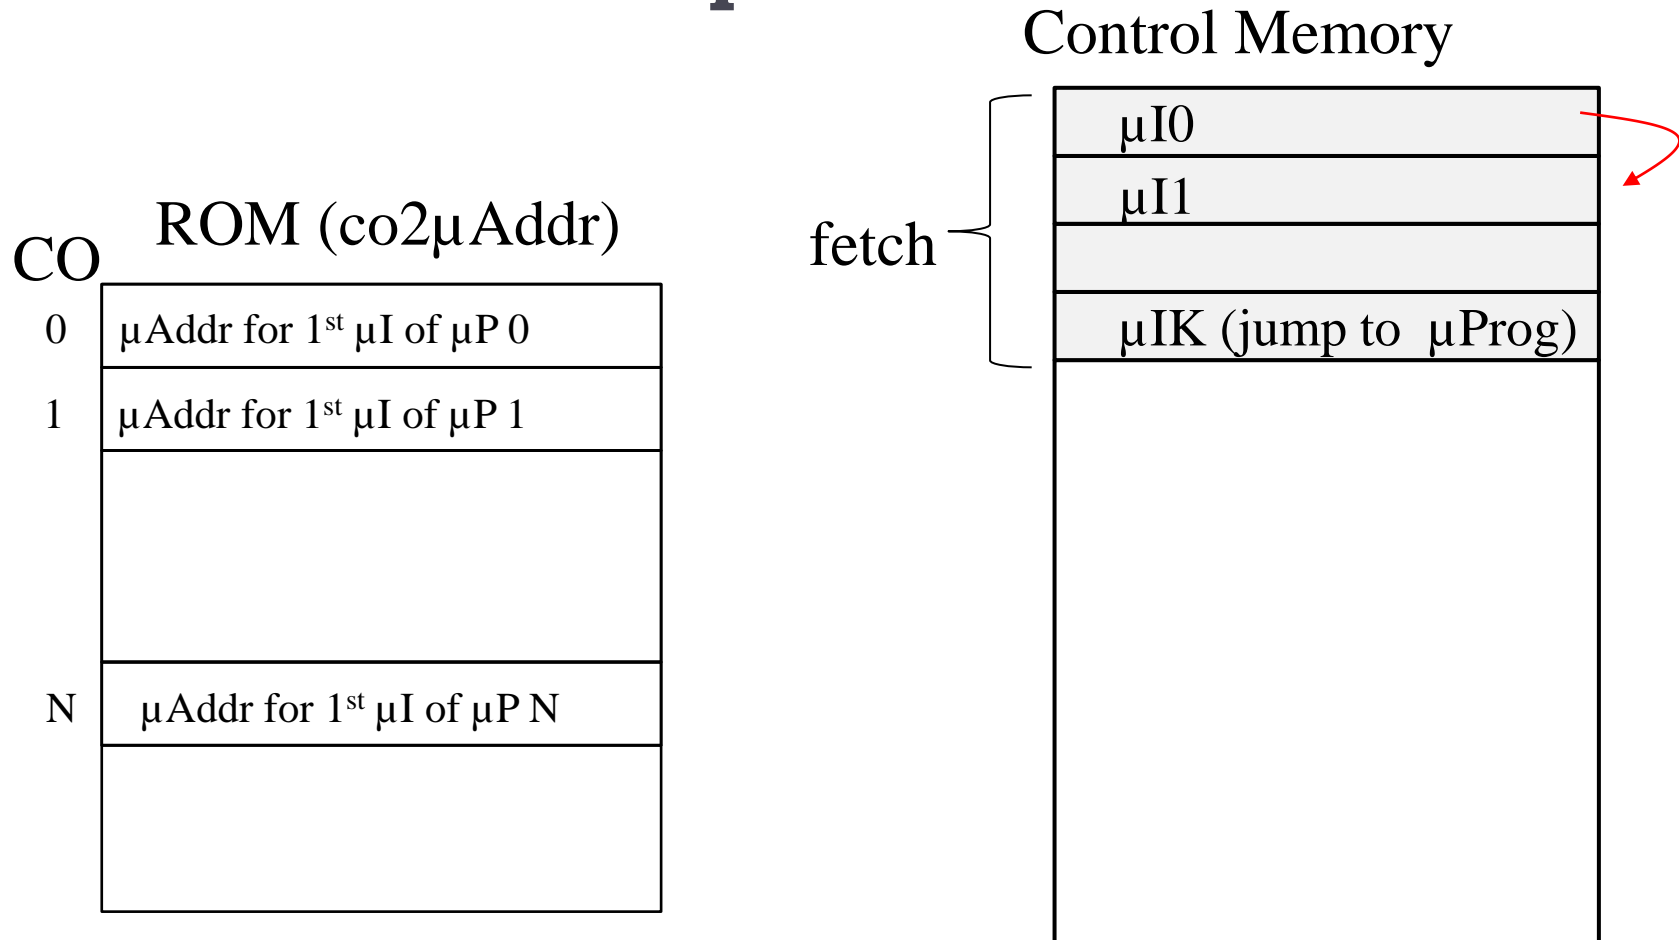 Control Memory
µI0
µI1
fetch
µIK (jump to µProg)
ROM (co2µAddr)
CO
0 µAddr for 1st µI of µP 0
1 µAddr for 1st µI of µP 1
N µAddr for 1st µI of µP N